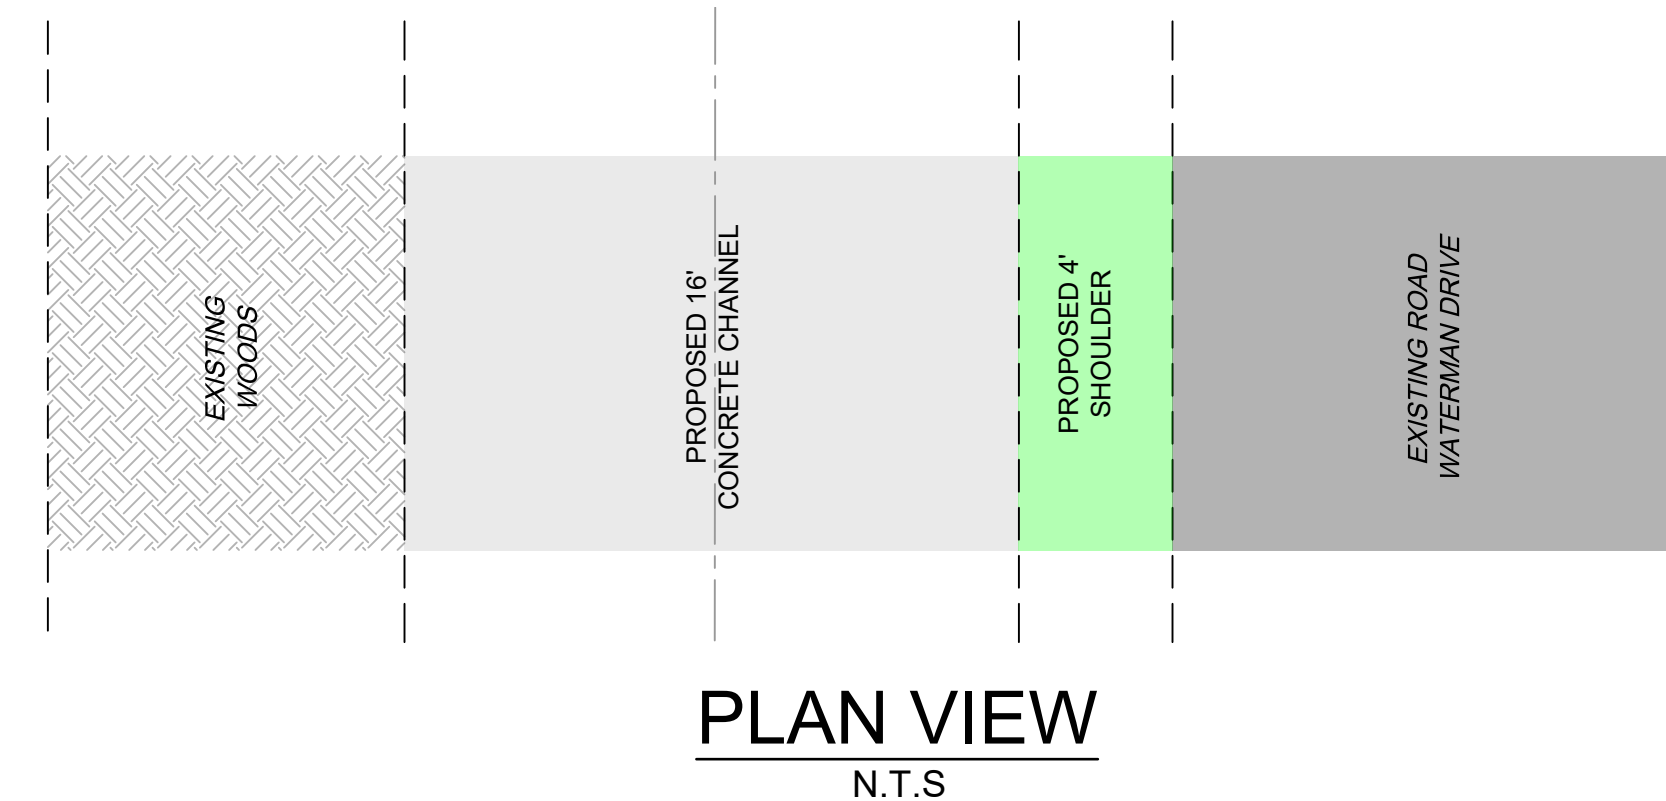 EXISTING
WOODS
PROPOSED 16'
CONCRETE CHANNEL
PROPOSED 4'
SHOULDER
EXISTING ROAD
WATERMAN DRIVE
PLAN VIEW
N.T.S